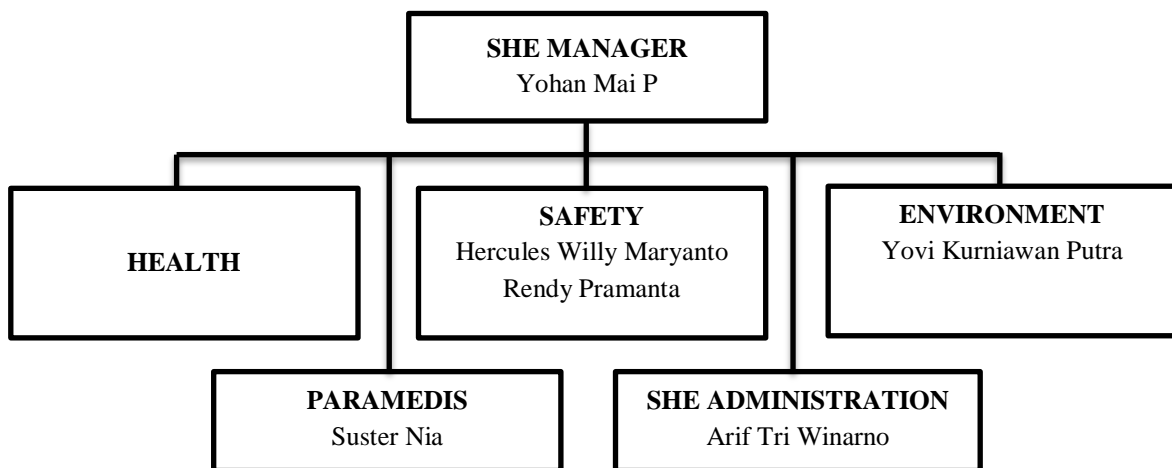 SHE MANAGER
Yohan Mai P
HEALTH
SAFETY
Hercules Willy Maryanto
Rendy Pramanta
ENVIRONMENT
Yovi Kurniawan Putra
PARAMEDIS
Suster Nia
SHE ADMINISTRATION
Arif Tri Winarno